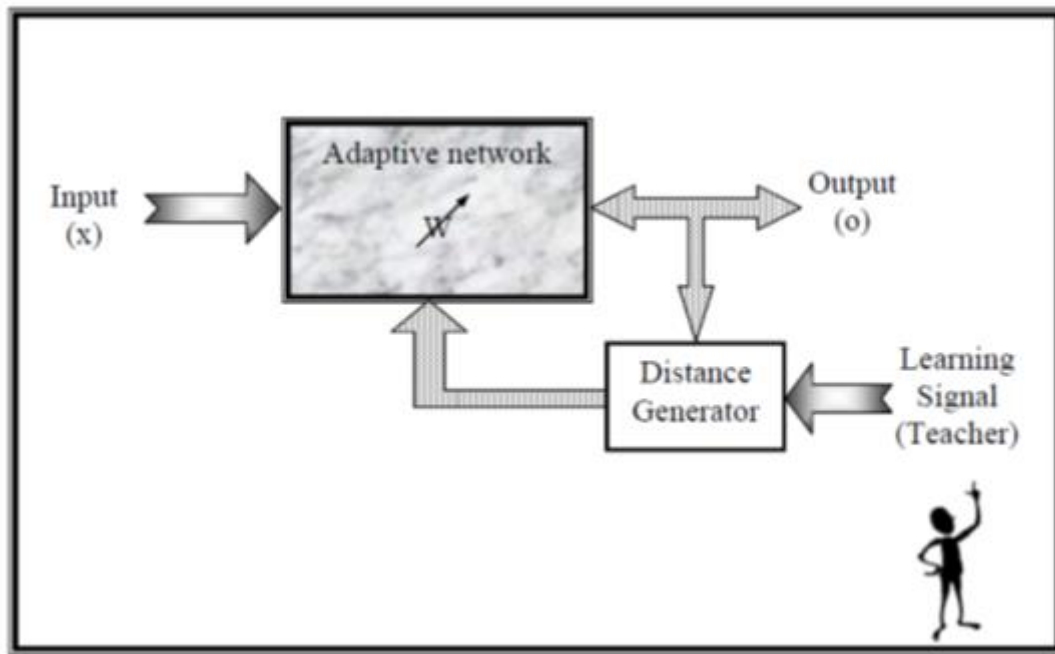 Adaptive network
W
Input
(x)
Output
(o)
Distance
Generator
Learning
Signal
(Teacher)